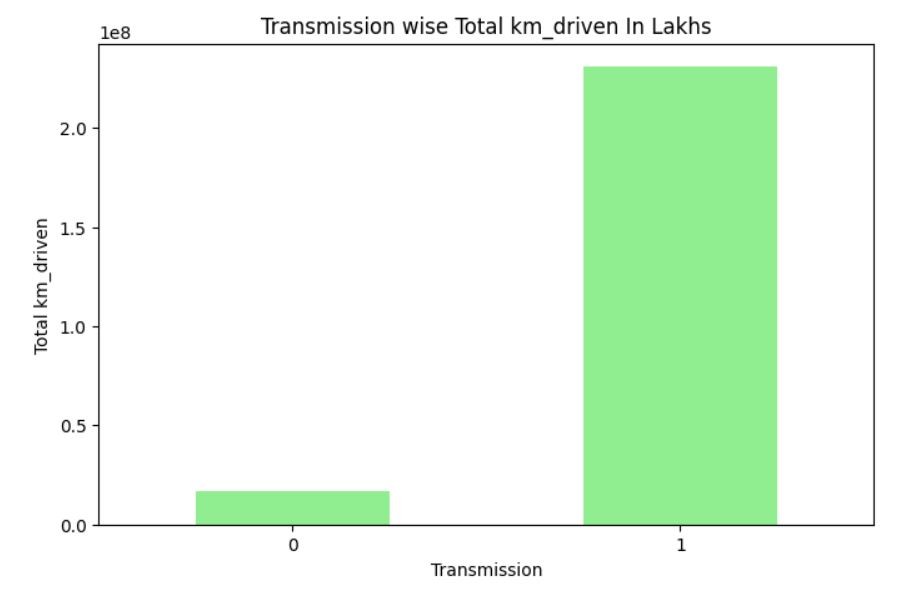 Transmission wise Total km_driven In Lakhs
1e8
2.0
1.5
1.0
0.5
0.0
Total km_driven
0 1
Transmission